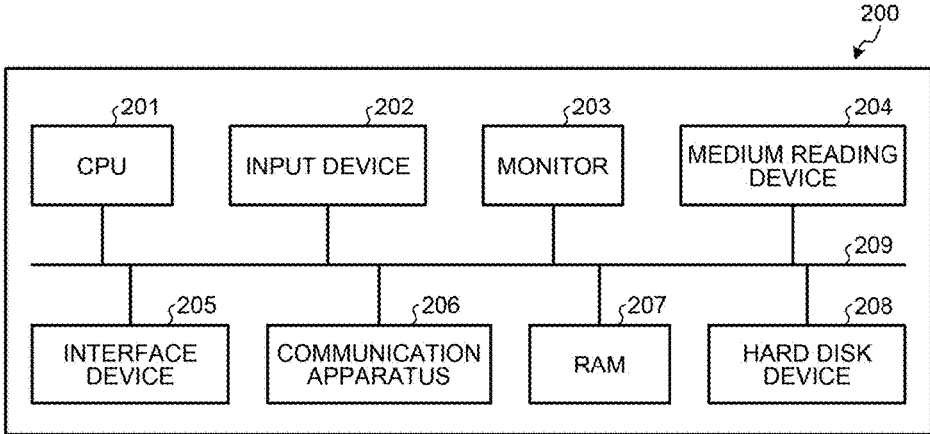 200
201
CPU
202
INPUT DEVICE
203
MONITOR
204
MEDIUM READING
DEVICE
209
205
INTERFACE
DEVICE
206
COMMUNICATION
APPARATUS
207
RAM
208
HARD DISK
DEVICE